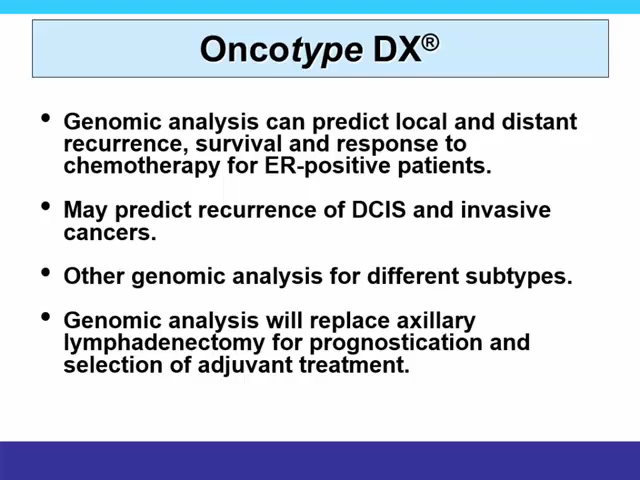 Oncotype DX®
• Genomic analysis can predict local and distant
recurrence, survival and response to
chemotherapy for ER-positive patients.
• May predict recurrence of DCIS and invasive
cancers.
• Other genomic analysis for different subtypes.
• Genomic analysis will replace axillary
lymphadenectomy for prognostication and
selection of adjuvant treatment.